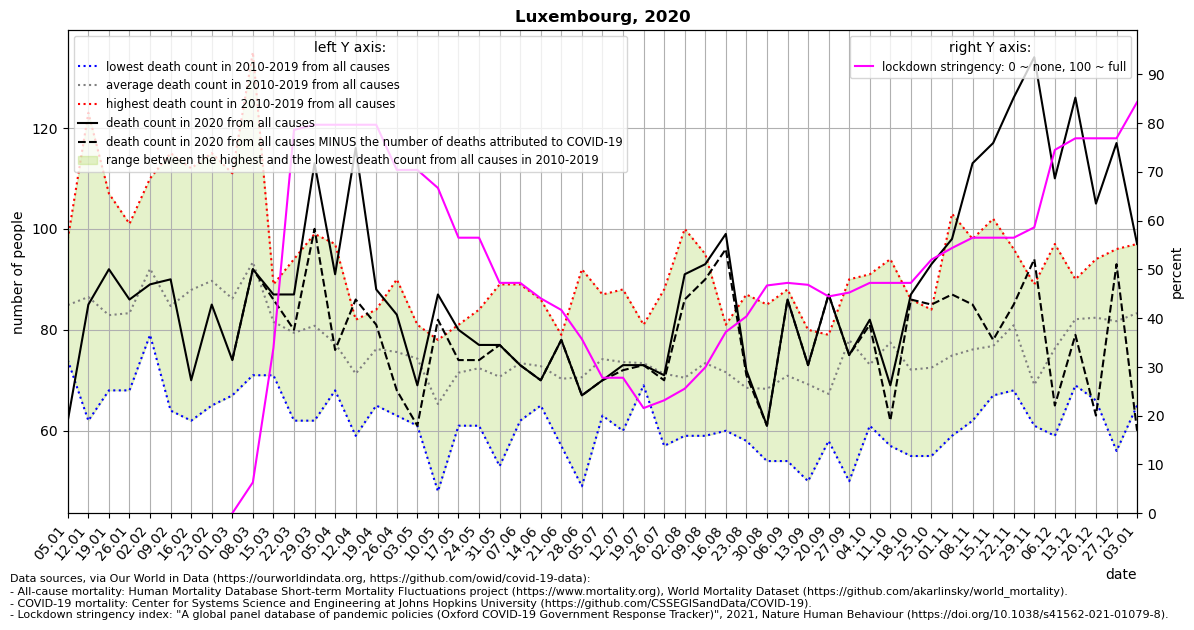 Luxembourg, 2020
left Y axis:
lowest death count in 2010-2019 from all causes
average death count in 2010-2019 from all causes
highest death count in 2010-2019 from all causes
death count in 2020 from all causes
death count in 2020 from all causes MINUS the number of deaths attributed to COVID-19
range between the highest and the lowest death count from all causes in 2010-2019
right Y axis:
lockdown stringency: 0 ~ none, 100 ~ full
number of people
120
100
80
60
percent
90
80
70
60
50
40
30
20
10
0
05.01 12.01 19.01 26.01 02.02 09.02 16.02 23.02 01.03 08.03 15.03 22.03 29.03 05.04 12.04 19.04 26.04 03.05 10.05 17.05 24.05 31.05 07.06 14.06 21.06 28.06 05.07 12.07 19.07 26.07 02.08 09.08 16.08 23.08 30.08 06.09 13.09 20.09 27.09 04.10 11.10 18.10 25.10 01.11 08.11 15.11 22.11 29.11 06.12 13.12 20.12 27.12 03.01
date
Data sources, via Our World in Data (https://ourworldindata.org, https://github.com/owid/covid-19-data):
- All-cause mortality: Human Mortality Database Short-term Mortality Fluctuations project (https://www.mortality.org), World Mortality Dataset (https://github.com/akarlinsky/world_mortality).
- COVID-19 mortality: Center for Systems Science and Engineering at Johns Hopkins University (https://github.com/CSSEGISandData/COVID-19).
- Lockdown stringency index: "A global panel database of pandemic policies (Oxford COVID-19 Government Response Tracker)", 2021, Nature Human Behaviour (https://doi.org/10.1038/s41562-021-01079-8).